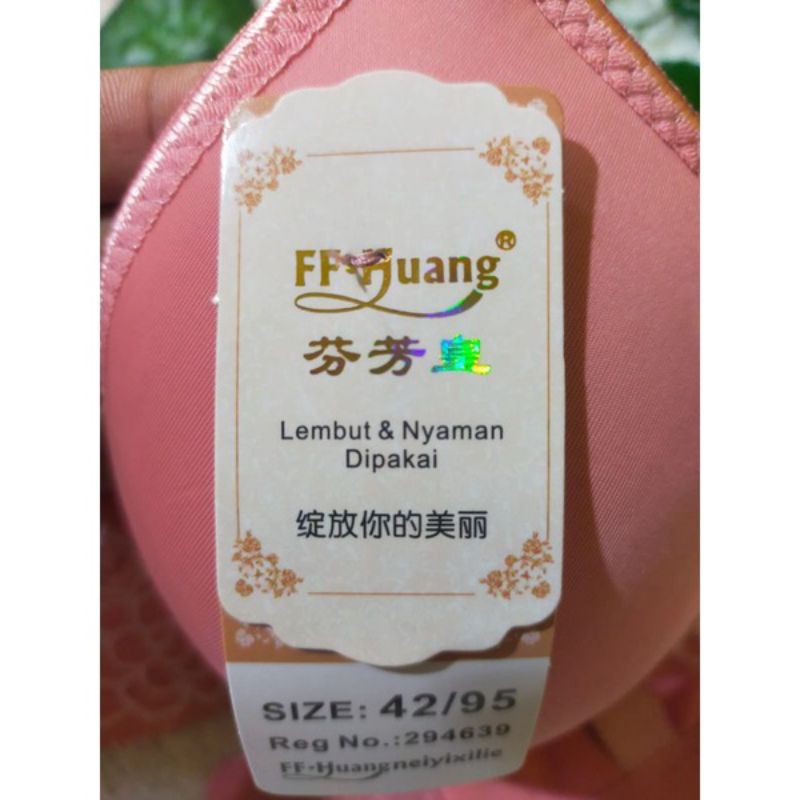 FF·Huang®
芬芳皇
Lembut & Nyaman
Dipakai
绽放你的美丽
SIZE: 42/95
Reg No.:294639
FF·Huangneiyixilie